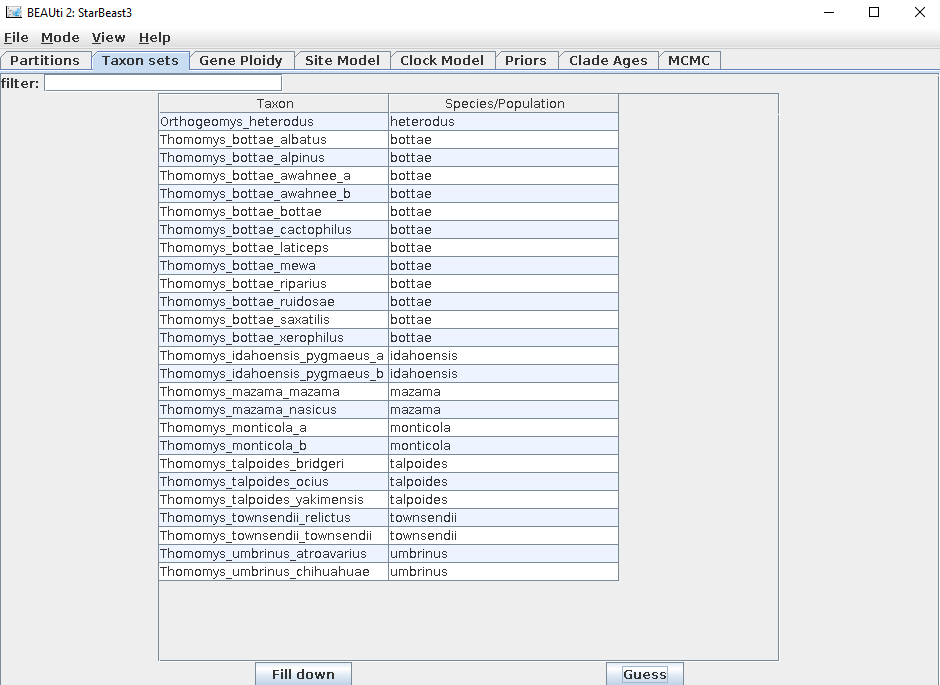 BEAUti 2: StarBeast3
File Mode View Help
Partitions Taxon sets Gene Ploidy Site Model Clock Model Priors Clade Ages MCMC
filter:
Taxon Species/Population
Orthogeomys_heterodus heterodus
Thomomys_bottae_albatus bottae
Thomomys_bottae_alpinus bottae
Thomomys_bottae_awahnee_a bottae
Thomomys_bottae_awahnee_b bottae
Thomomys_bottae_bottae bottae
Thomomys_bottae_cactophilus bottae
Thomomys_bottae_laticeps bottae
Thomomys_bottae_mewa bottae
Thomomys_bottae_riparius bottae
Thomomys_bottae_ruidosae bottae
Thomomys_bottae_saxatilis bottae
Thomomys_bottae_xerophilus bottae
Thomomys_idahoensis_pygmaeus_a idahoensis
Thomomys_idahoensis_pygmaeus_b idahoensis
Thomomys_mazama_mazama mazama
Thomomys_mazama_nasicus mazama
Thomomys_monticola_a monticola
Thomomys_monticola_b monticola
Thomomys_talpoides_bridgeri talpoides
Thomomys_talpoides_ocius talpoides
Thomomys_talpoides_yakimensis talpoides
Thomomys_townsendii_relictus townsendii
Thomomys_townsendii_townsendii townsendii
Thomomys_umbrinus_atroavarius umbrinus
Thomomys_umbrinus_chihuahuae umbrinus
Fill down Guess